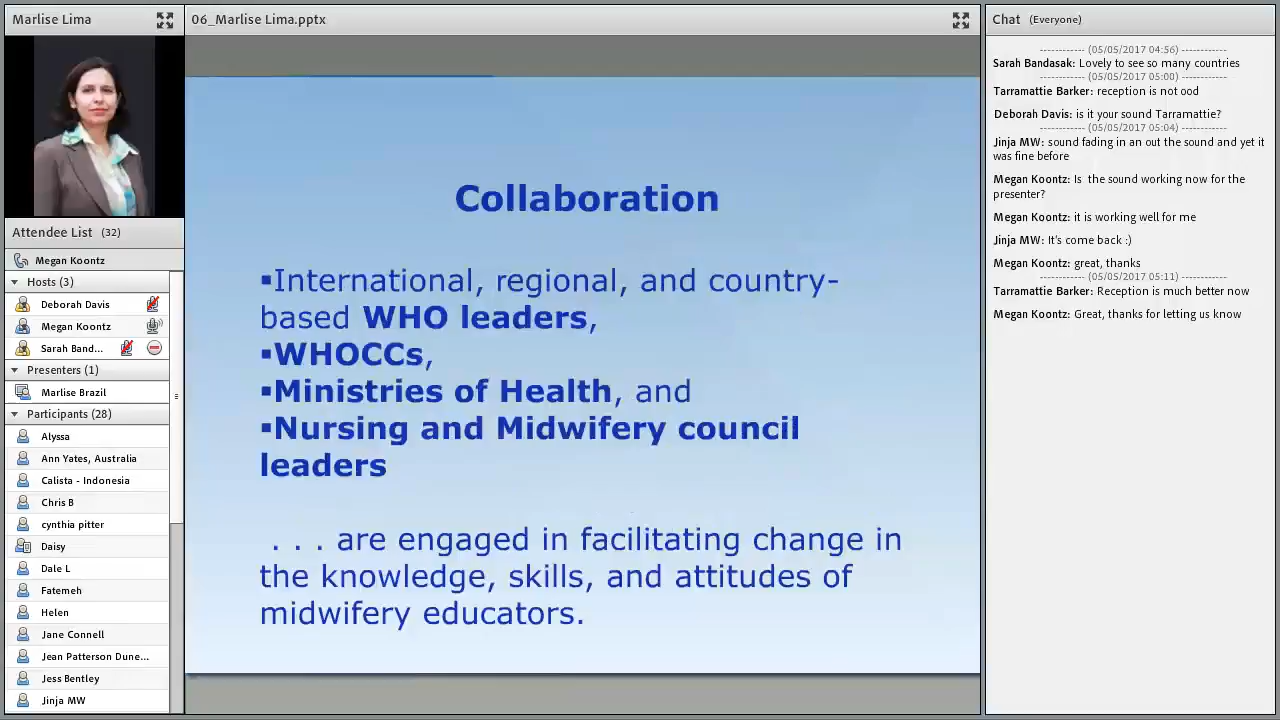 Marlise Lima
06_Marlise Lima.pptx
Chat (Everyone)
Attendee List (32)
Megan Koontz
Hosts (3)
Deborah Davis
Megan Koontz
Sarah Band...
Presenters (1)
Marlise Brazil
Participants (28)
Alyssa
Ann Yates, Australia
Calista - Indonesia
Chris B
cynthia pitter
Daisy
Dale L
Fatemeh
Helen
Jane Connell
Jean Patterson Dune...
Jess Bentley
Jinja MW
Collaboration
▪International, regional, and country-
based WHO leaders,
▪WHOCCs,
▪Ministries of Health, and
▪Nursing and Midwifery council
leaders
. . . are engaged in facilitating change in
the knowledge, skills, and attitudes of
midwifery educators.
------------ (05/05/2017 04:56) ------------
Sarah Bandasak: Lovely to see so many countries
------------ (05/05/2017 05:00) ------------
Tarramattie Barker: reception is not ood
Deborah Davis: is it your sound Tarramattie?
------------ (05/05/2017 05:04) ------------
Jinja MW: sound fading in an out the sound and yet it
was fine before
Megan Koontz: Is the sound working now for the
presenter?
Megan Koontz: it is working well for me
Jinja MW: It's come back :)
Megan Koontz: great, thanks
------------ (05/05/2017 05:11) ------------
Tarramattie Barker: Reception is much better now
Megan Koontz: Great, thanks for letting us know